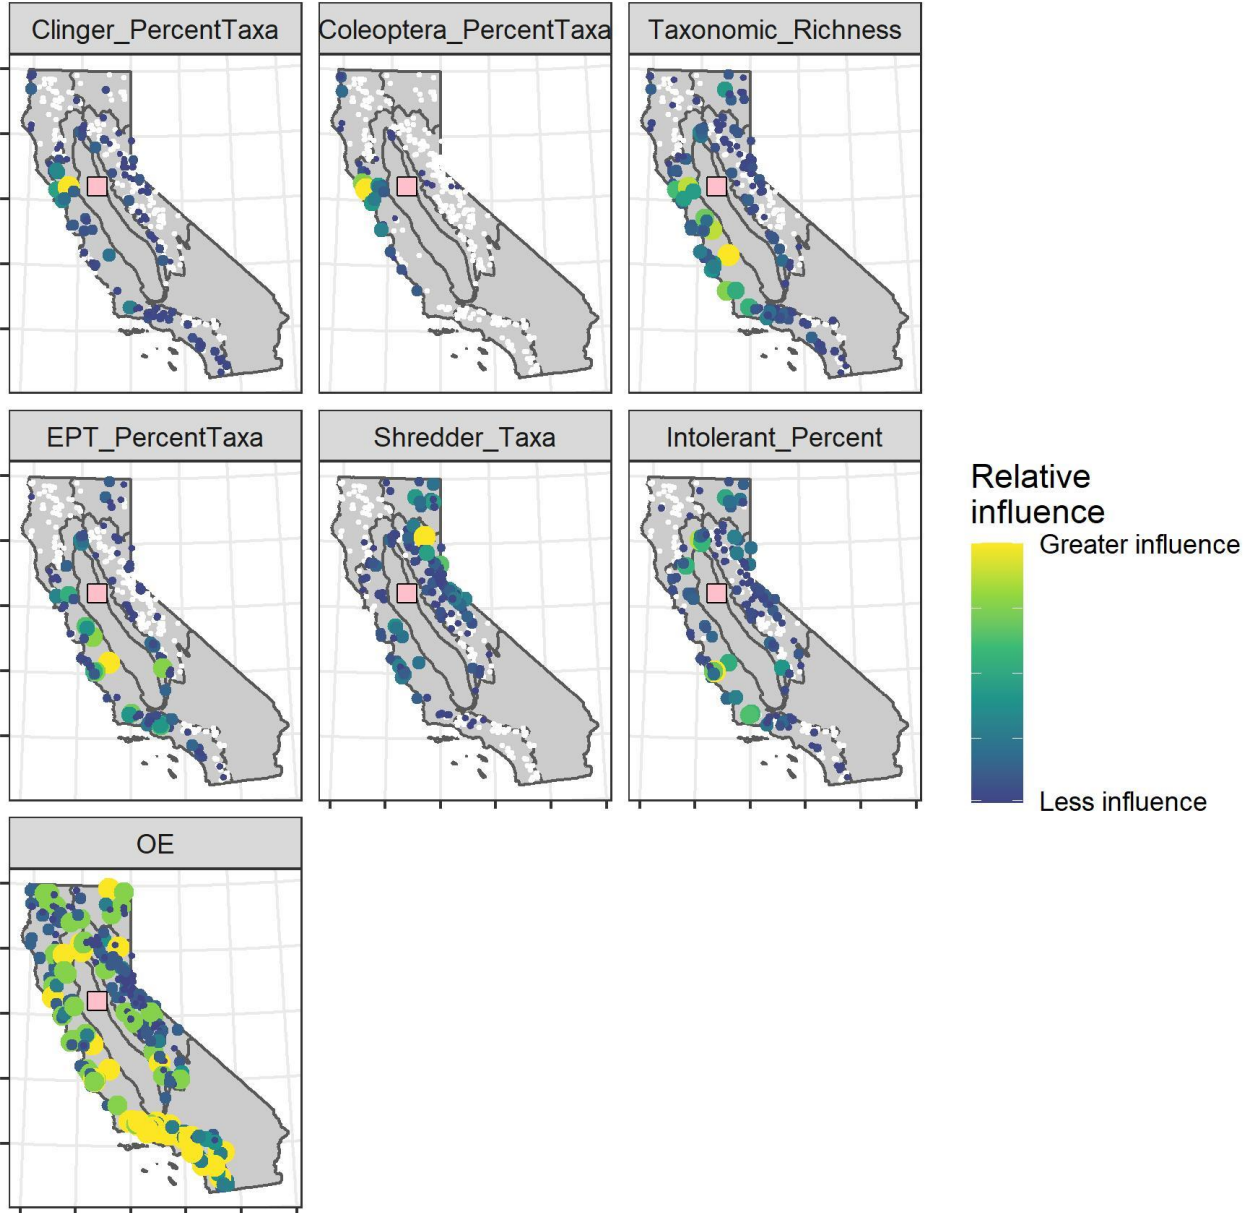 Clinger_PercentTaxa
Coleoptera_PercentTaxa
Taxonomic_Richness
EPT_PercentTaxa
Shredder_Taxa
Intolerant_Percent
Relative
influence
Greater influence
Less influence
OE